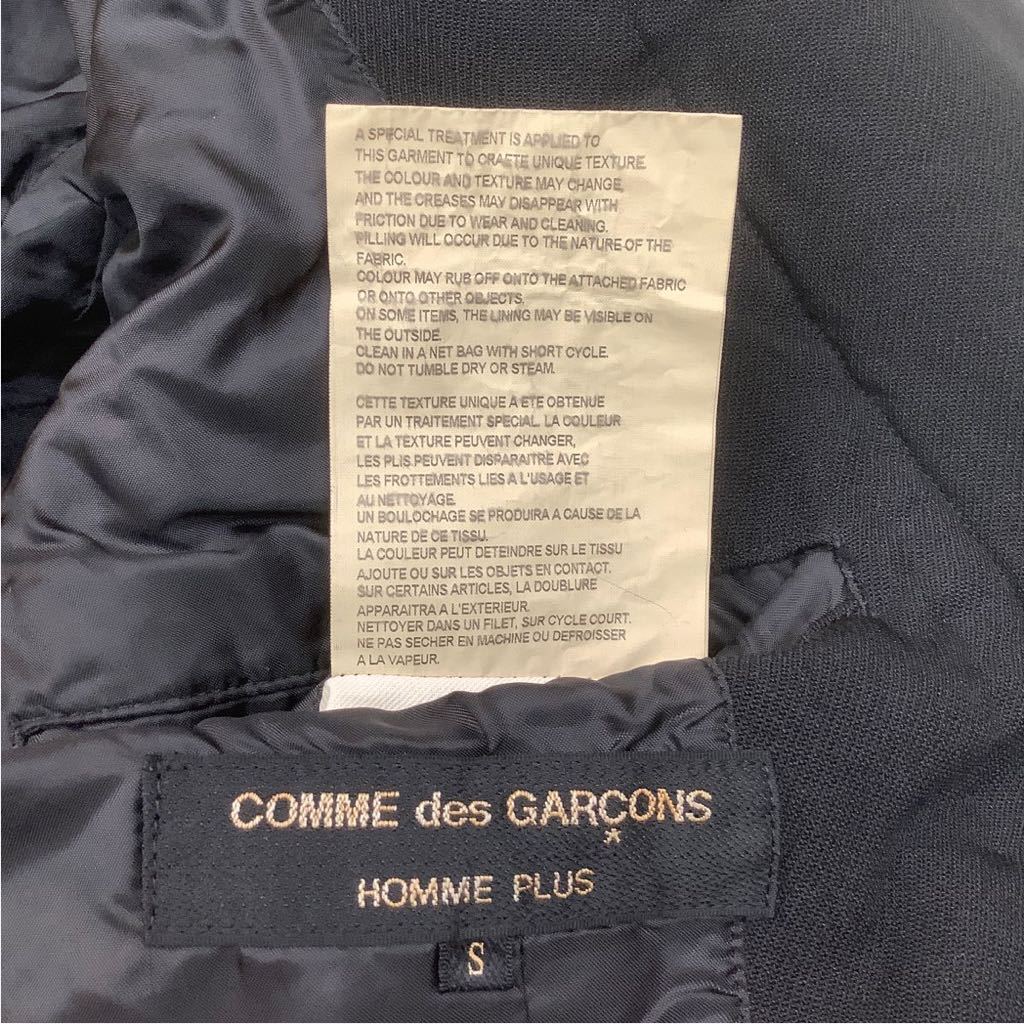 A SPECIAL TREATMENT IS APPLIED TO
THIS GARMENT TO CRAETE UNIQUE TEXTURE.
THE COLOUR AND TEXTURE MAY CHANGE,
AND THE CREASES MAY DISAPPEAR WITH
FRICTION DUE TO WEAR AND CLEANING.
PILLING WILL OCCUR DUE TO THE NATURE OF THE
FABRIC.
COLOUR MAY RUB OFF ONTO THE ATTACHED FABRIC
OR ONTO OTHER OBJECTS.
ON SOME ITEMS, THE LINING MAY BE VISIBLE ON
THE OUTSIDE.
CLEAN IN A NET BAG WITH SHORT CYCLE.
DO NOT TUMBLE DRY OR STEAM.
CETTE TEXTURE UNIQUE A ETE OBTENUE
PAR UN TRAITEMENT SPECIAL. LA COULEUR
ET LA TEXTURE PEUVENT CHANGER,
LES PLIS PEUVENT DISPARAITRE AVEC
LES FROTTEMENTS LIES A L'USAGE ET
AU NETTOYAGE.
UN BOULOCHAGE SE PRODUIRA A CAUSE DE LA
NATURE DE CE TISSU.
LA COULEUR PEUT DETEINDRE SUR LE TISSU
AJOUTE OU SUR LES OBJETS EN CONTACT.
SUR CERTAINS ARTICLES, LA DOUBLURE
APPARAITRA A L'EXTERIEUR.
NETTOYER DANS UN FILET, SUR CYCLE COURT.
NE PAS SECHER EN MACHINE OU DEFROISSER
A LA VAPEUR.
COMME des GARÇONS
HOMME PLUS
S